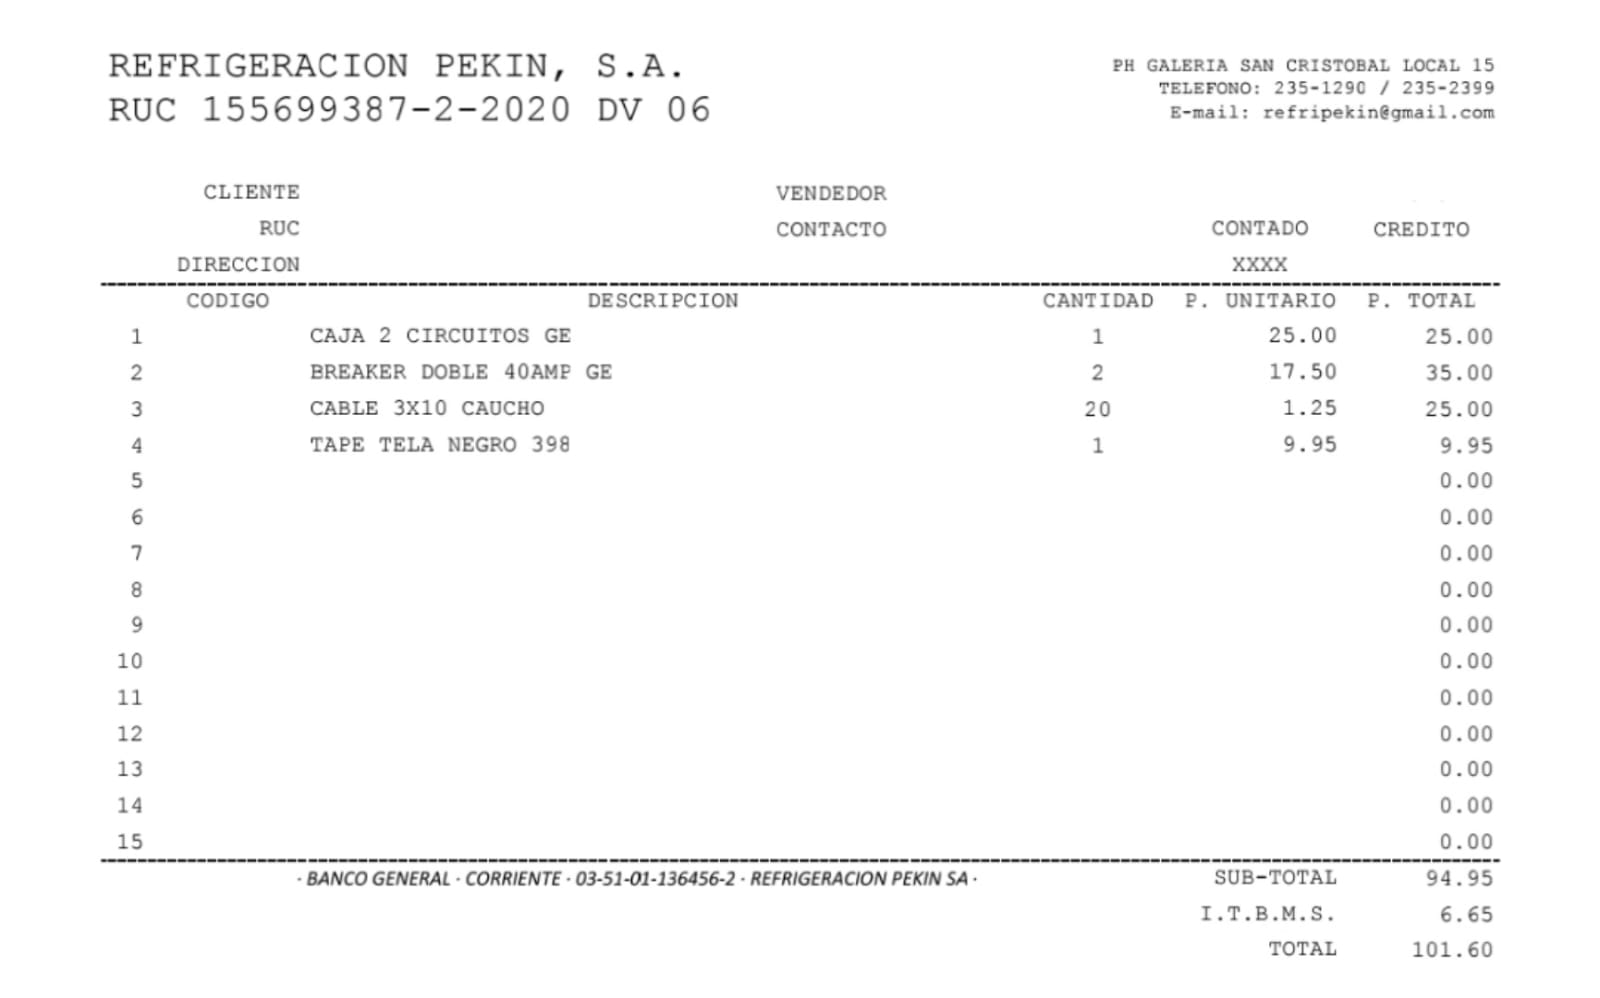 REFRIGERACION PEKIN, S.A.
RUC 155699387-2-2020 DV 06
PH GALERIA SAN CRISTOBAL LOCAL 15
TELEFONO: 235-1290 / 235-2399
E-mail: refripekin@gmail.com
CLIENTE VENDEDOR
RUC CONTACTO CONTADO CREDITO
DIRECCION XXXX
CODIGO DESCRIPCION CANTIDAD P. UNITARIO P. TOTAL
1 CAJA 2 CIRCUITOS GE 1 25.00 25.00
2 BREAKER DOBLE 40AMP GE 2 17.50 35.00
3 CABLE 3X10 CAUCHO 20 1.25 25.00
4 TAPE TELA NEGRO 398 1 9.95 9.95
5 0.00
6 0.00
7 0.00
8 0.00
9 0.00
10 0.00
11 0.00
12 0.00
13 0.00
14 0.00
15 0.00
· BANCO GENERAL · CORRIENTE · 03-51-01-136456-2 · REFRIGERACION PEKIN SA · SUB-TOTAL 94.95
I.T.B.M.S. 6.65
TOTAL 101.60